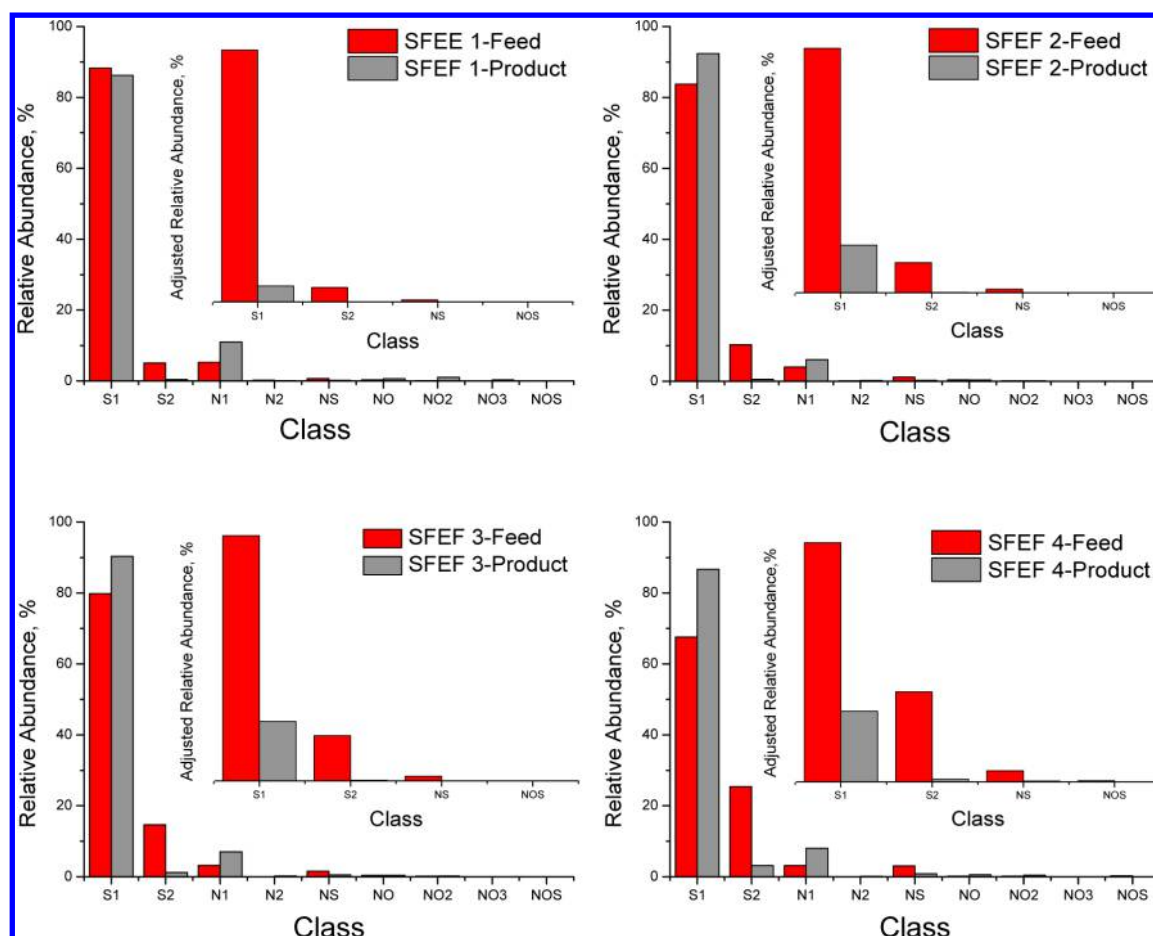 SFEE 1-Feed
SFEF 1-Product
Relative Abundance, %
100
80
60
40
20
0
Adjusted Relative Abundance, %
S1 S2 NS NOS
Class
S1 S2 N1 N2 NS NO NO2 NO3 NOS
Class
SFEF 2-Feed
SFEF 2-Product
Relative Abundance, %
100
80
60
40
20
0
Adjusted Relative Abundance, %
S1 S2 NS NOS
Class
S1 S2 N1 N2 NS NO NO2 NO3 NOS
Class
SFEF 3-Feed
SFEF 3-Product
Relative Abundance, %
100
80
60
40
20
0
Adjusted Relative Abundance, %
S1 S2 NS NOS
Class
S1 S2 N1 N2 NS NO NO2 NO3 NOS
Class
SFEF 4-Feed
SFEF 4-Product
Relative Abundance, %
100
80
60
40
20
0
Adjusted Relative Abundance,%
S1 S2 NS NOS
Class
S1 S2 N1 N2 NS NO NO2 NO3 NOS
Class